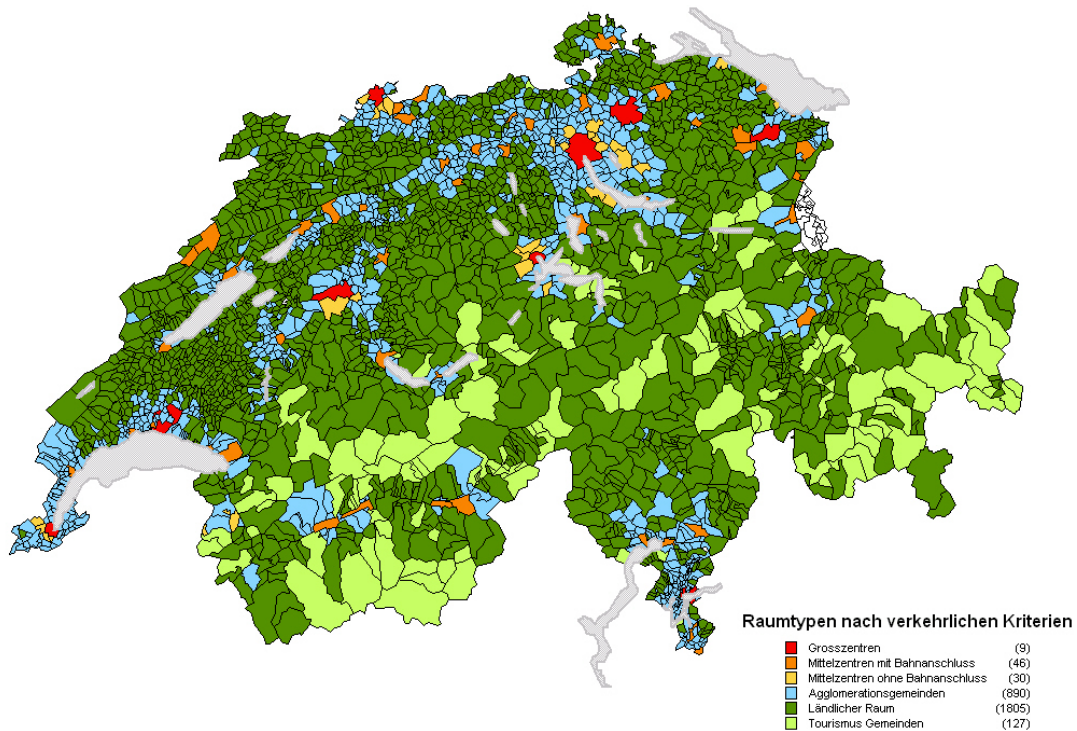 Raumtypen nach verkehrlichen Kriterien
Grosszentren (9)
Mittelzentren mit Bahnanschluss (46)
Mittelzentren ohne Bahnanschluss (30)
Agglomerationsgemeinden (890)
Ländlicher Raum (1805)
Tourismus Gemeinden (127)